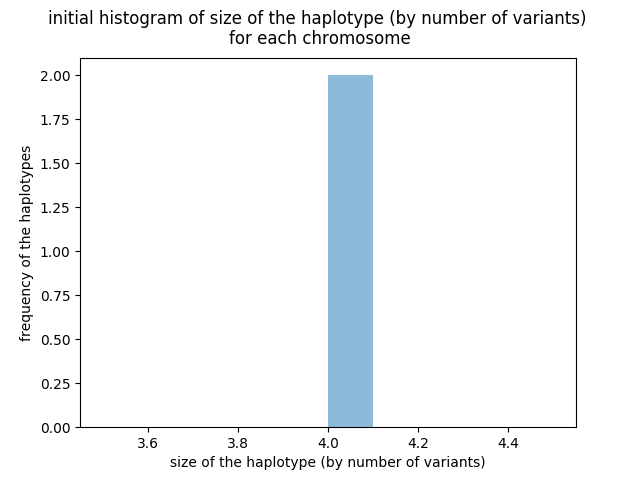 initial histogram of size of the haplotype (by number of variants)
for each chromosome
2.00
1.75
1.50
1.25
1.00
0.75
0.50
0.25
0.00
frequency of the haplotypes
3.6 3.8 4.0 4.2 4.4
size of the haplotype (by number of variants)